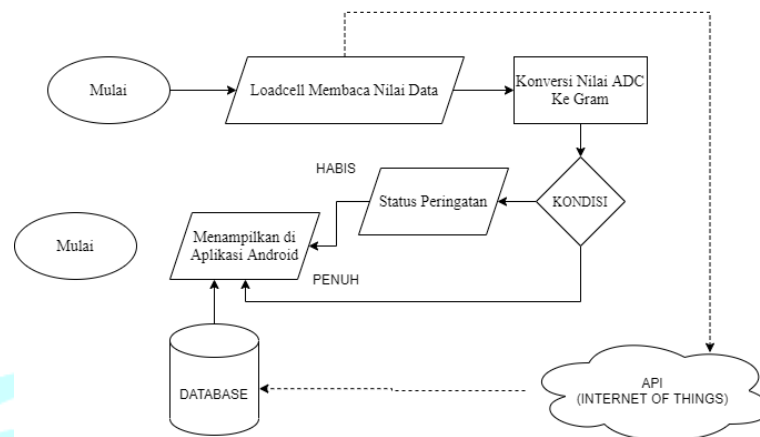 Mulai
Loadcell Membaca Nilai Data
Konversi Nilai ADC
Ke Gram
HABIS
Status Peringatan
KONDISI
Mulai
Menampilkan di
Aplikasi Android
PENUH
DATABASE
API
(INTERNET OF THINGS)